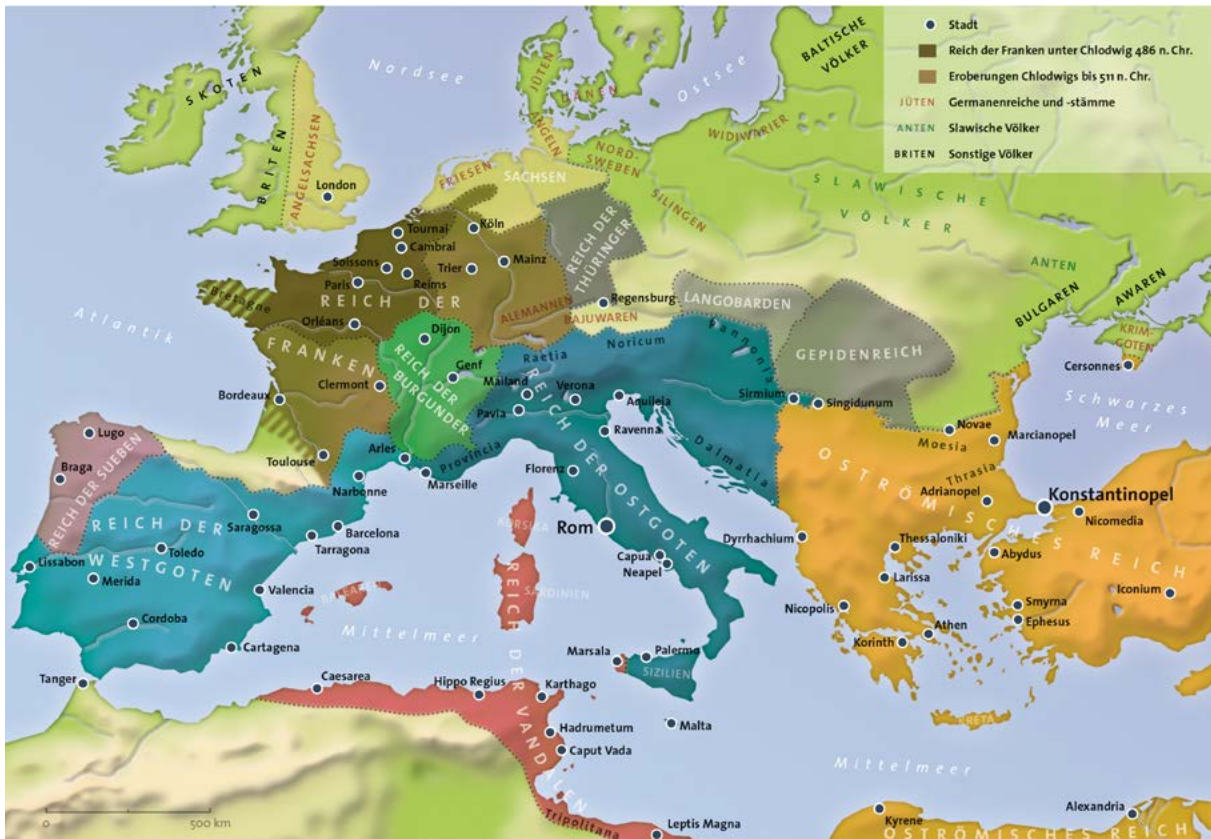 Stadt
Reich der Franken unter Chlodwig 486 n. Chr.
Eroberungen Chlodwigs bis 511 n. Chr.
JÜTEN Germanenreiche und -stämme
ANTEN Slawische Völker
BRITEN Sonstige Völker
Nordsee
Ostsee
BALTISCHE
VÖLKER
SKOTEN
BRITEN
ANGELSACHSEN
London
JÜTEN
DÄNEN
ANGELN
FRIESEN
SACHSEN
NORD-
SWEBEN
WIDIWARIER
SILINGEN
SLAWISCHE
VÖLKER
ANTEN
BULGAREN
AWAREN
KRIM-
GOTEN
Cersonnes
Schwarzes
Meer
Atlantik
Bretagne
Tournai
Cambrai
Soissons
Reims
Paris
Orléans
Köln
Trier
Mainz
REICH DER
FRANKEN
Clermont
Bordeaux
Toulouse
ALEMANNEN
BAJUWAREN
Regensburg
REICH DER
THÜRINGER
LANGOBARDEN
GEPIDENREICH
Dijon
Genf
REICH DER
BURGUNDER
Raetia
Noricum
Pannonia
Mailand
Verona
Pavia
Aquileia
Ravenna
Sirmium
Singidunum
Dalmatia
Provincia
Arles
Marseille
Narbonne
Florenz
Rom
Capua
Neapel
REICH DER OSTGOTEN
KORSIKA
SARDINIEN
Lugo
Braga
REICH DER SUEBEN
REICH DER
WESTGOTEN
Saragossa
Barcelona
Tarragona
Toledo
Lissabon
Merida
Valencia
Cordoba
Cartagena
BALEAREN
Mittelmeer
Tanger
Caesarea
Hippo Regius
Karthago
Hadrumetum
Caput Vada
REICH DER VANDALEN
Tripolitana
Leptis Magna
Marsala
Palermo
SIZILIEN
Malta
Novae
Moesia
Marcianopel
Thrasia
Adrianopel
Konstantinopel
Nicomedia
OSTRÖMISCHES REICH
Dyrrhachium
Thessaloniki
Abydus
Larissa
Iconium
Nicopolis
Smyrna
Ephesus
Athen
Korinth
KRETA
Mittelmeer
Kyrene
Alexandria
OSTRÖMISCHES REICH
0 500 km